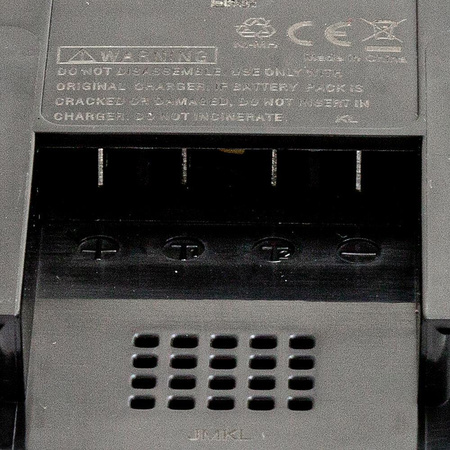 Ni-MH CE
Made in China
WARNING
DO NOT DISASSEMBLE. USE ONLY WITH
ORIGINAL CHARGER. IF BATTERY PACK IS
CRACKED OR DAMAGED, DO NOT INSERT IN
CHARGER. DO NOT INCINERATE. KL
+ T1 T2 -
JMKL